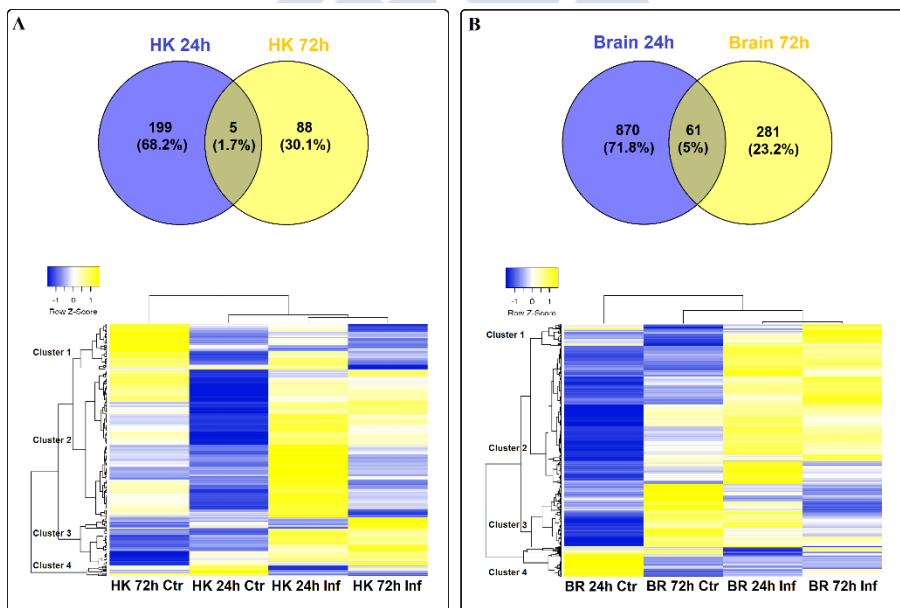 A
HK 24h
HK 72h
199
(68.2%)
5
(1.7%)
88
(30.1%)
-1 0 1
Row Z-Score
Cluster 1
Cluster 2
Cluster 3
Cluster 4
HK 72h Ctr HK 24h Ctr HK 24h Inf HK 72h Inf
B
Brain 24h
Brain 72h
870
(71.8%)
61
(5%)
281
(23.2%)
-1 0 1
Row Z-Score
Cluster 1
Cluster 2
Cluster 3
Cluster 4
BR 24h Ctr BR 72h Ctr BR 24h Inf BR 72h Inf